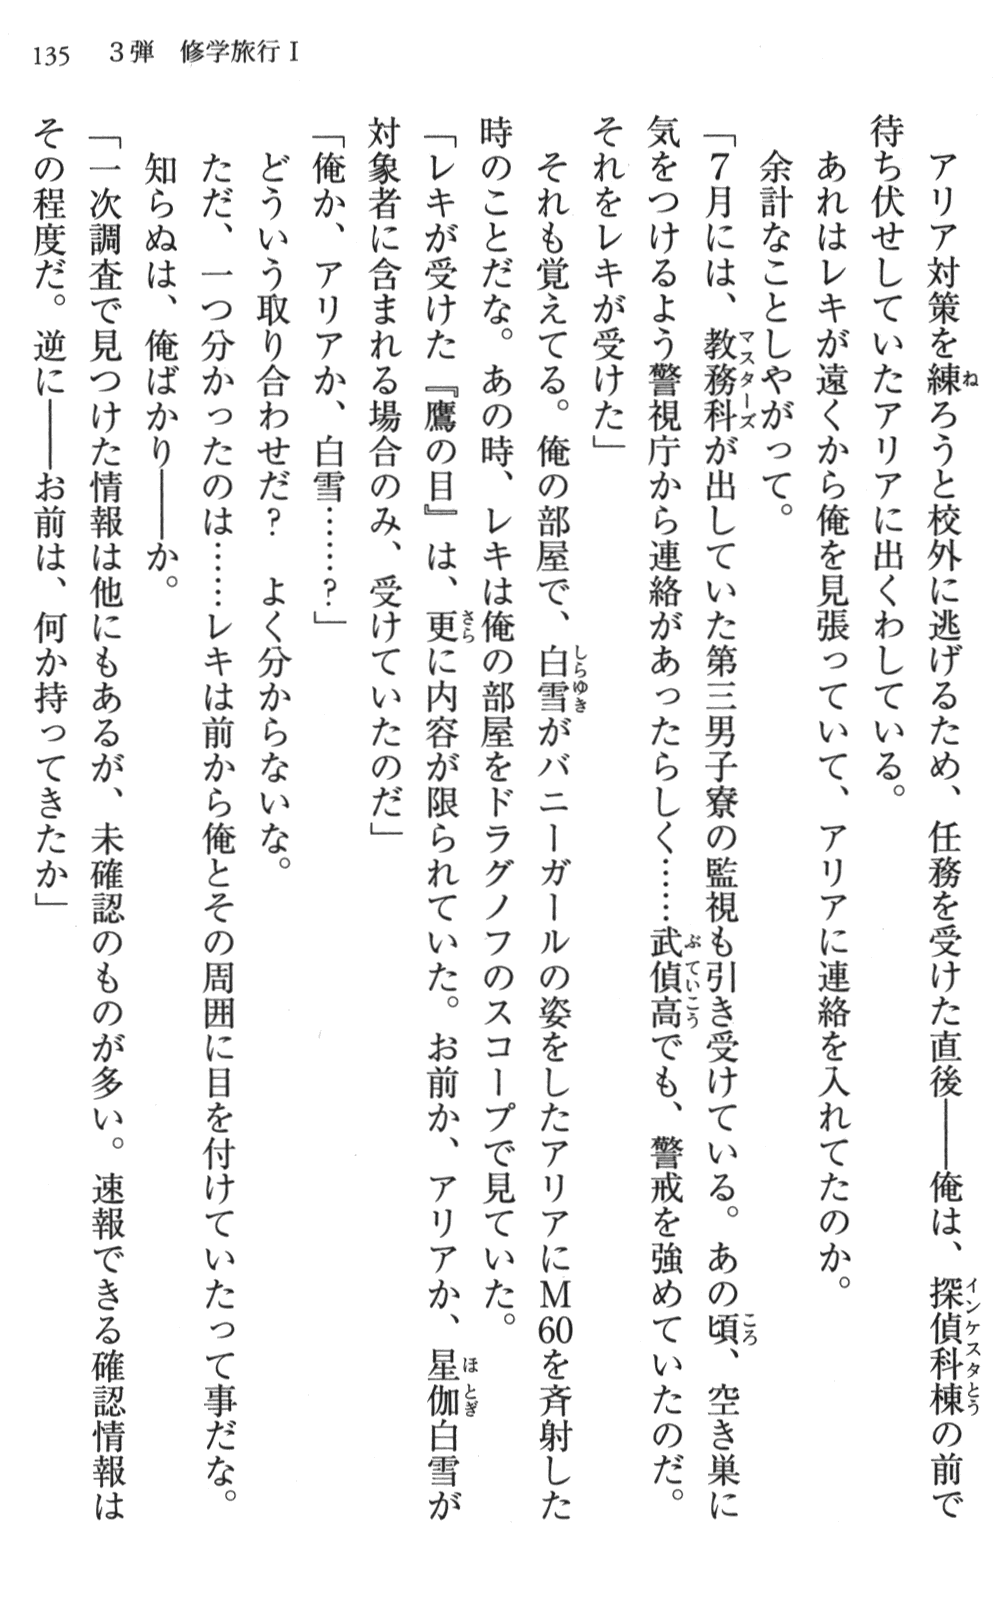 135　３弾　修学旅行Ⅰ
　アリア対策を練ろうと校外に逃げるため、任務を受けた直後――俺は、探偵科棟の前で
待ち伏せしていたアリアに出くわしている。
　あれはレキが遠くから俺を見張っていて、アリアに連絡を入れてたのか。
　余計なことしやがって。
「７月には、教務科が出していた第三男子寮の監視も引き受けている。あの頃、空き巣に
気をつけるよう警視庁から連絡があったらしく……武偵高でも、警戒を強めていたのだ。
それをレキが受けた」
　それも覚えてる。俺の部屋で、白雪がバニーガールの姿をしたアリアにM60を斉射した
時のことだな。あの時、レキは俺の部屋をドラグノフのスコープで見ていた。
「レキが受けた『鷹の目』は、更に内容が限られていた。お前か、アリアか、星伽白雪が
対象者に含まれる場合のみ、受けていたのだ」
「俺か、アリアか、白雪……？」
　どういう取り合わせだ？　よく分からないな。
　ただ、一つ分かったのは……レキは前から俺とその周囲に目を付けていたって事だな。
　知らぬは、俺ばかり――か。
「一次調査で見つけた情報は他にもあるが、未確認のものが多い。速報できる確認情報は
その程度だ。逆に――お前は、何か持ってきたか」